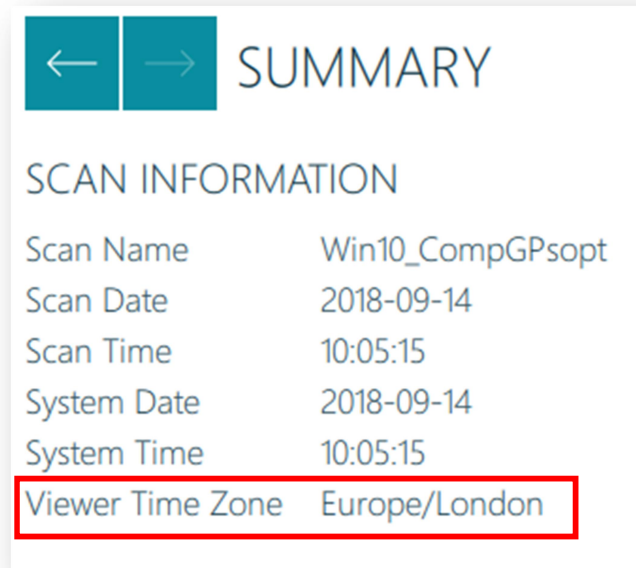 SUMMARY
SCAN INFORMATION
Scan Name Win10_CompGPsopt
Scan Date 2018-09-14
Scan Time 10:05:15
System Date 2018-09-14
System Time 10:05:15
Viewer Time Zone Europe/London